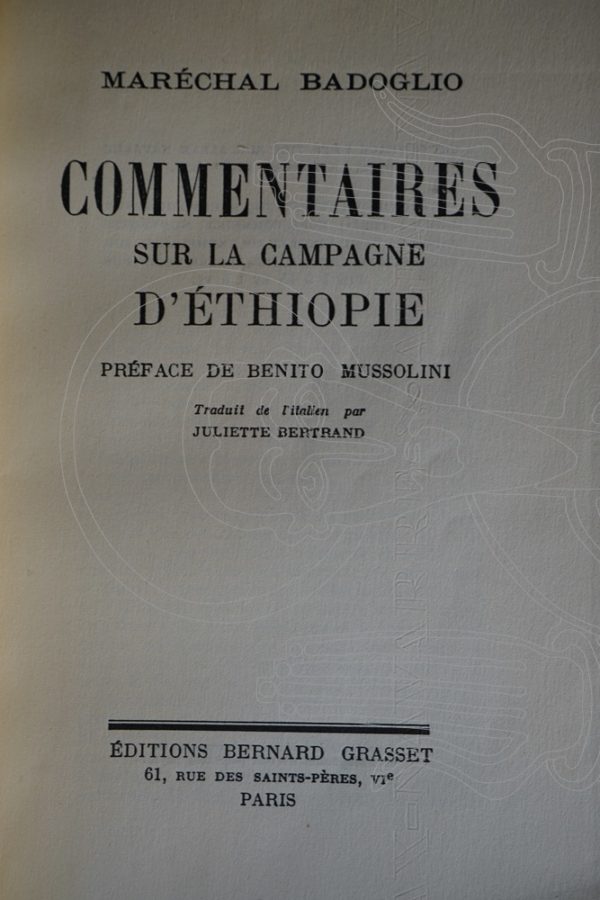 MARÉCHAL BADOGLIO
COMMENTAIRES
SUR LA CAMPAGNE
D'ÉTHIOPIE
PRÉFACE DE BENITO MUSSOLINI
Traduit de l'italien par
JULIETTE BERTRAND
ÉDITIONS BERNARD GRASSET
61, RUE DES SAINTS-PÈRES, VIe
PARIS